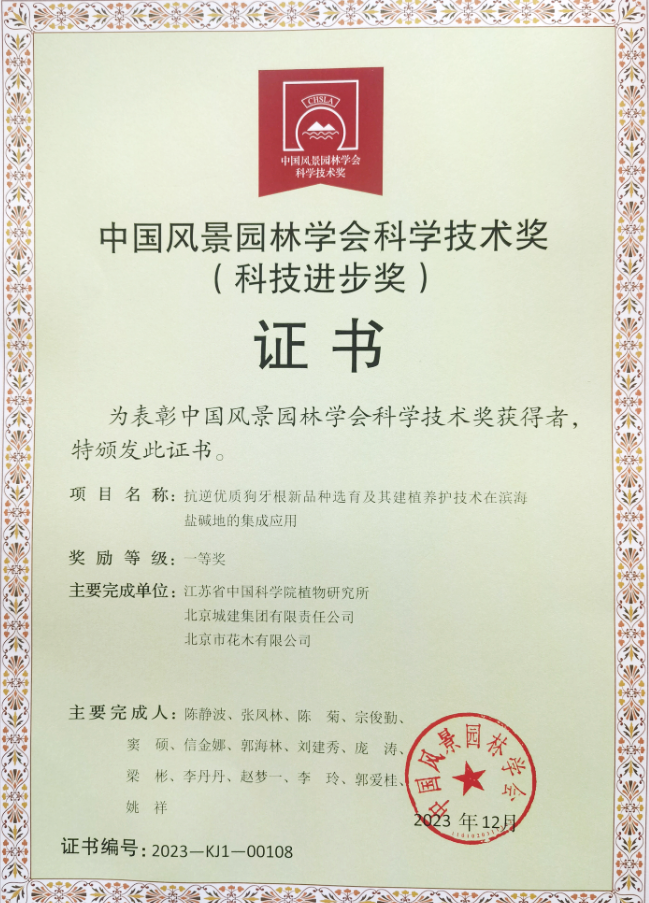 CHSLA
中国风景园林学会
科学技术奖
中国风景园林学会科学技术奖
（科技进步奖）
证书
为表彰中国风景园林学会科学技术奖获得者，
特颁发此证书。
项目名称：抗逆优质狗牙根新品种选育及其建植养护技术在滨海
盐碱地的集成应用
奖励等级：一等奖
主要完成单位：江苏省中国科学院植物研究所
北京城建集团有限责任公司
北京市花木有限公司
主要完成人：陈静波、张风林、陈 菊、宗俊勤、
窦 硕、信金娜、郭海林、刘建秀、庞 涛、
梁 彬、李丹丹、赵梦一、李 玲、郭爱桂、
姚 祥
中国风景园林学会
2023 年 12月
证书编号：2023—KJ1—00108